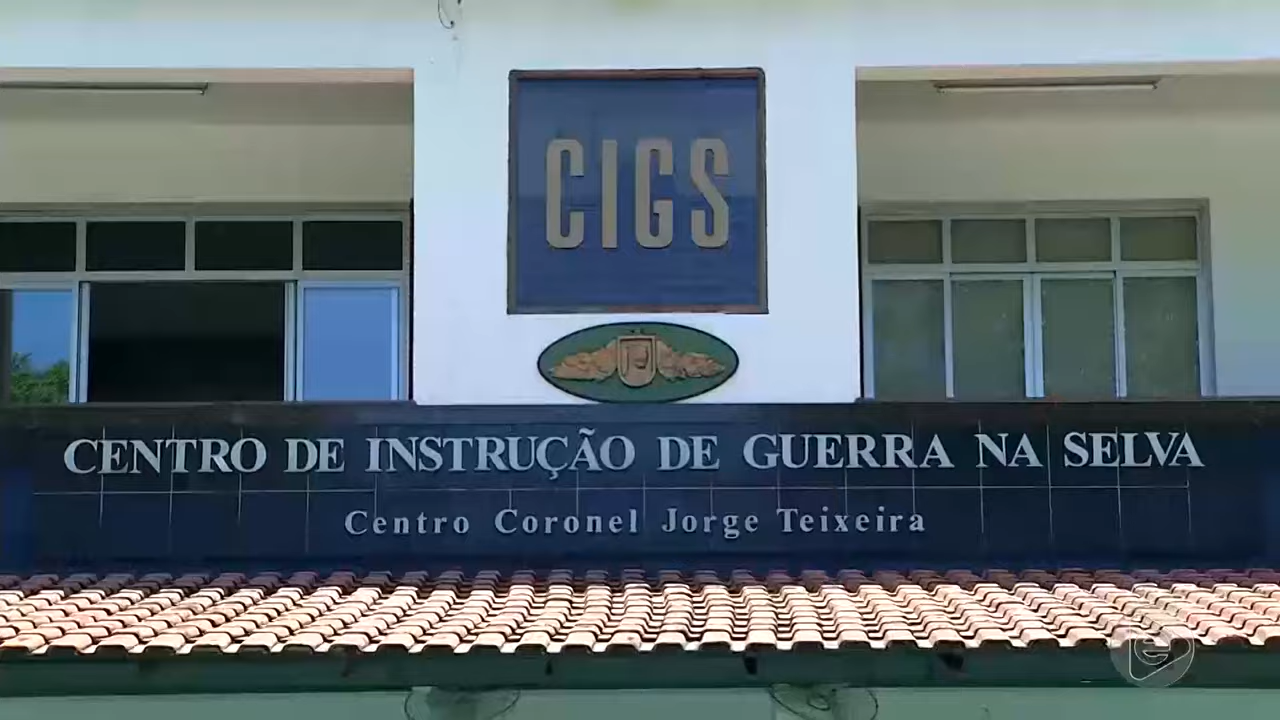 CIGS
CENTRO DE INSTRUÇÃO DE GUERRA NA SELVA
Centro Coronel Jorge Teixeira